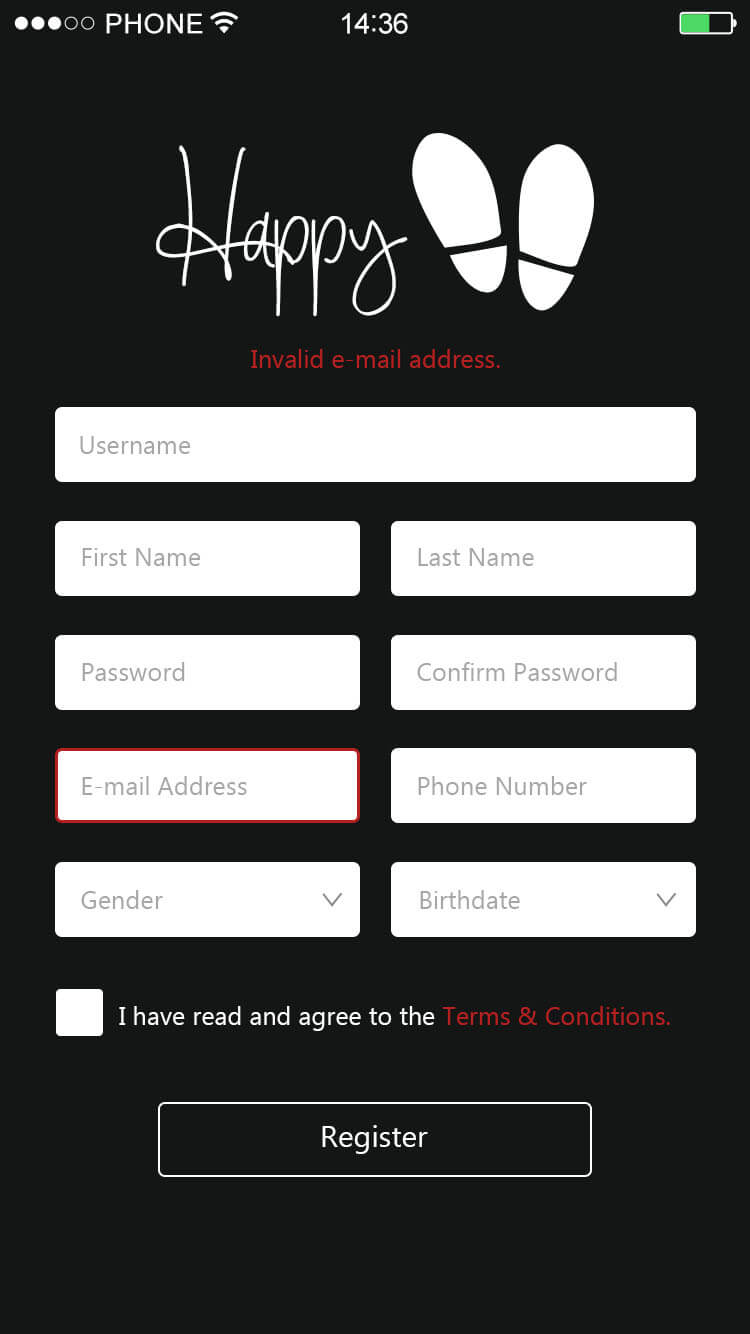 PHONE 14:36
Happy
Invalid e-mail address.
Username
First Name Last Name
Password Confirm Password
E-mail Address Phone Number
Gender Birthdate
I have read and agree to the Terms & Conditions.
Register